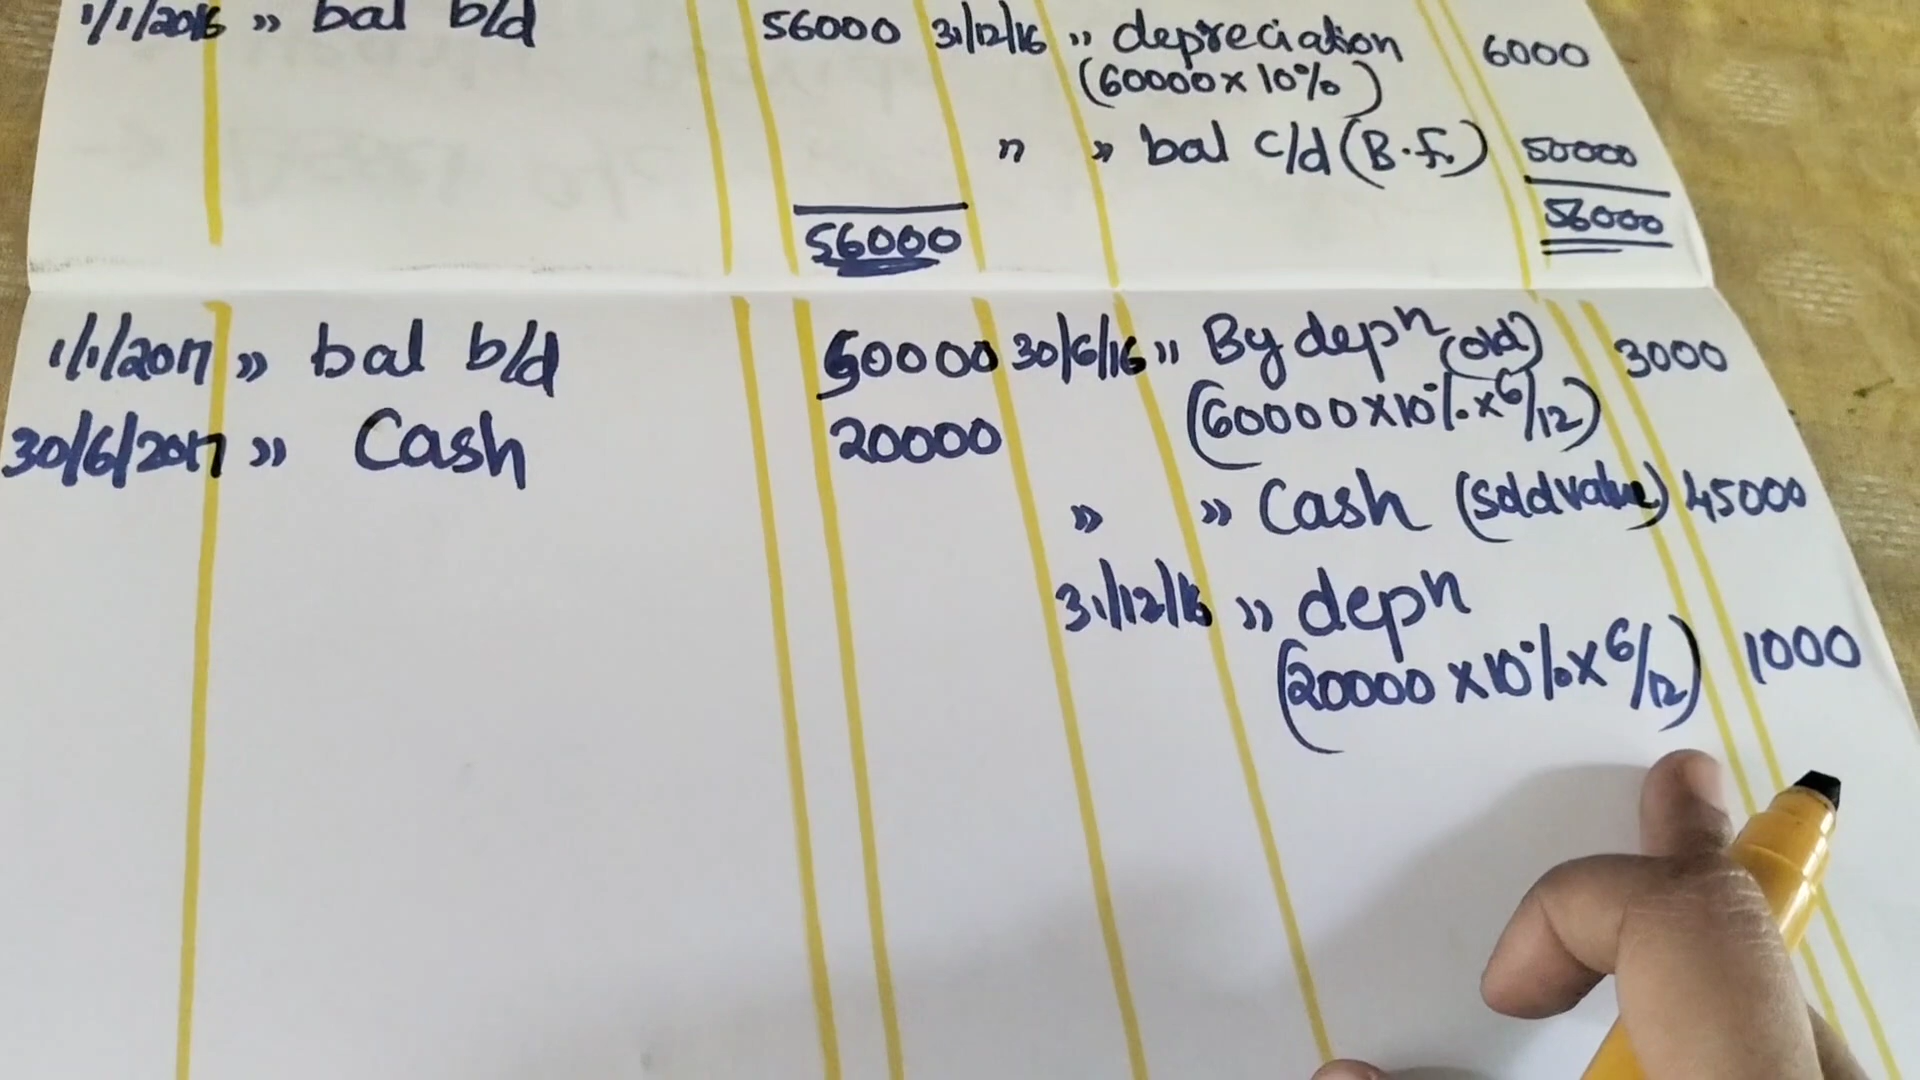 1/1/2016 » bal b/d 56000 31/12/16 » depreciation 6000
(60000 x 10%)
" » bal c/d (B.f.) 50000
56000 56000
1/1/2017 » bal b/d 50000 30/6/16 » By depn (old) 3000
(60000 x 10% x 6/12)
30/6/2017 » Cash 20000
» » Cash (sold value) 45000
31/12/16 » depn
(20000 x 10% x 6/12) 1000